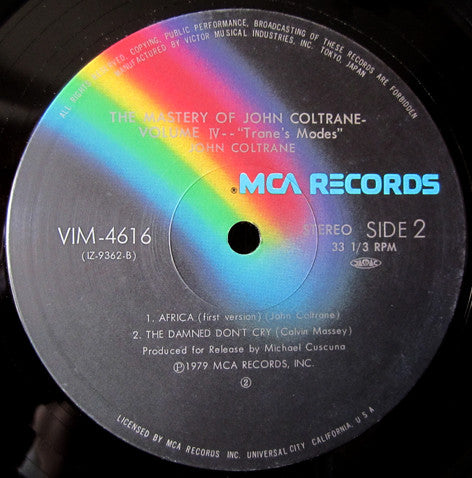 ALL RIGHTS RESERVED. COPYING, PUBLIC PERFORMANCE, BROADCASTING OF THESE RECORDS ARE FORBIDDEN
MANUFACTURED BY VICTOR MUSICAL INDUSTRIES, INC. TOKYO, JAPAN
THE MASTERY OF JOHN COLTRANE-
VOLUME IV--"Trane's Modes"
JOHN COLTRANE
®MCA RECORDS
VIM-4616
(IZ-9362-B)
STEREO SIDE 2
33 1/3 RPM
JASRAC
1. AFRICA (first version) (John Coltrane)
2. THE DAMNED DON'T CRY (Calvin Massey)
Produced for Release by Michael Cuscuna
Ⓟ1979 MCA RECORDS, INC.
②
LICENSED BY MCA RECORDS INC. UNIVERSAL CITY, CALIFORNIA, U S A